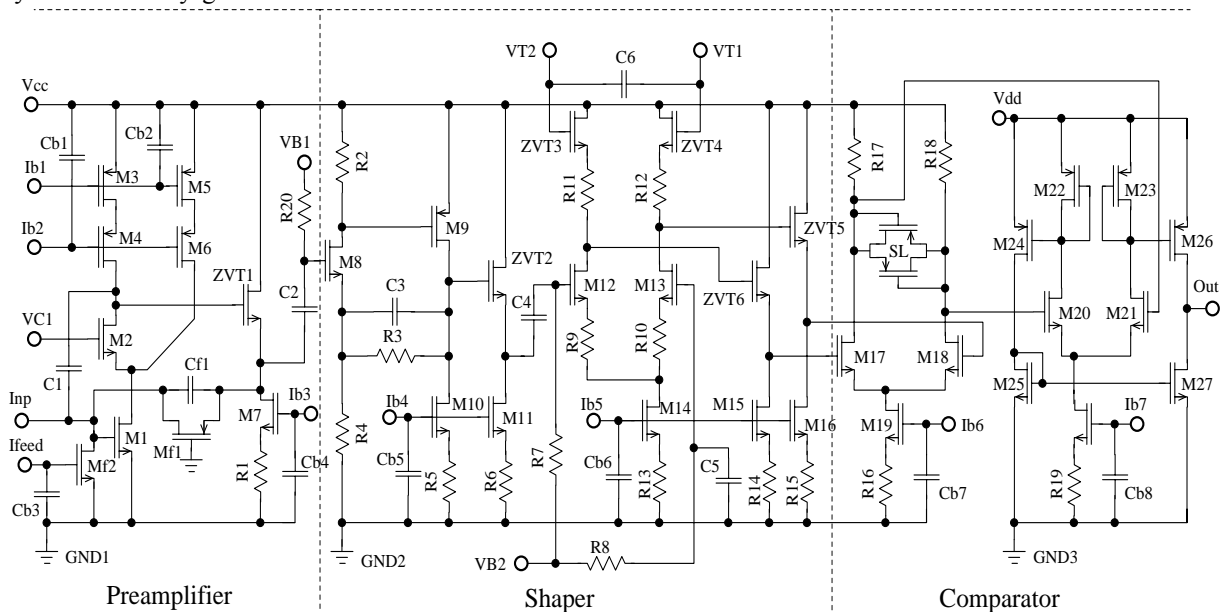 VT2
VT1
C6
Vcc
Vdd
Cb1
Cb2
VB1
R2
ZVT3
ZVT4
R17
R18
Ib1
M3
M5
R11
R12
M22
M23
R20
Ib2
M4
M6
M9
ZVT5
SL
M24
M26
M8
ZVT1
ZVT2
C2
C3
C4
M12
M13
ZVT6
Out
VC1
M2
R3
R9
R10
M20
M21
M17
M18
C1
Cf1
Inp
Ib3
Ib4
M10
M11
Ib5
M14
M15
M16
M19
Ib6
M25
M27
Ib7
M7
Ifeed
M1
Mf1
Mf2
R1
Cb4
R4
Cb5
R5
R6
R7
Cb6
R13
C5
R14
R15
R16
Cb7
R19
Cb8
Cb3
GND1
GND2
VB2
R8
GND3
Preamplifier
Shaper
Comparator